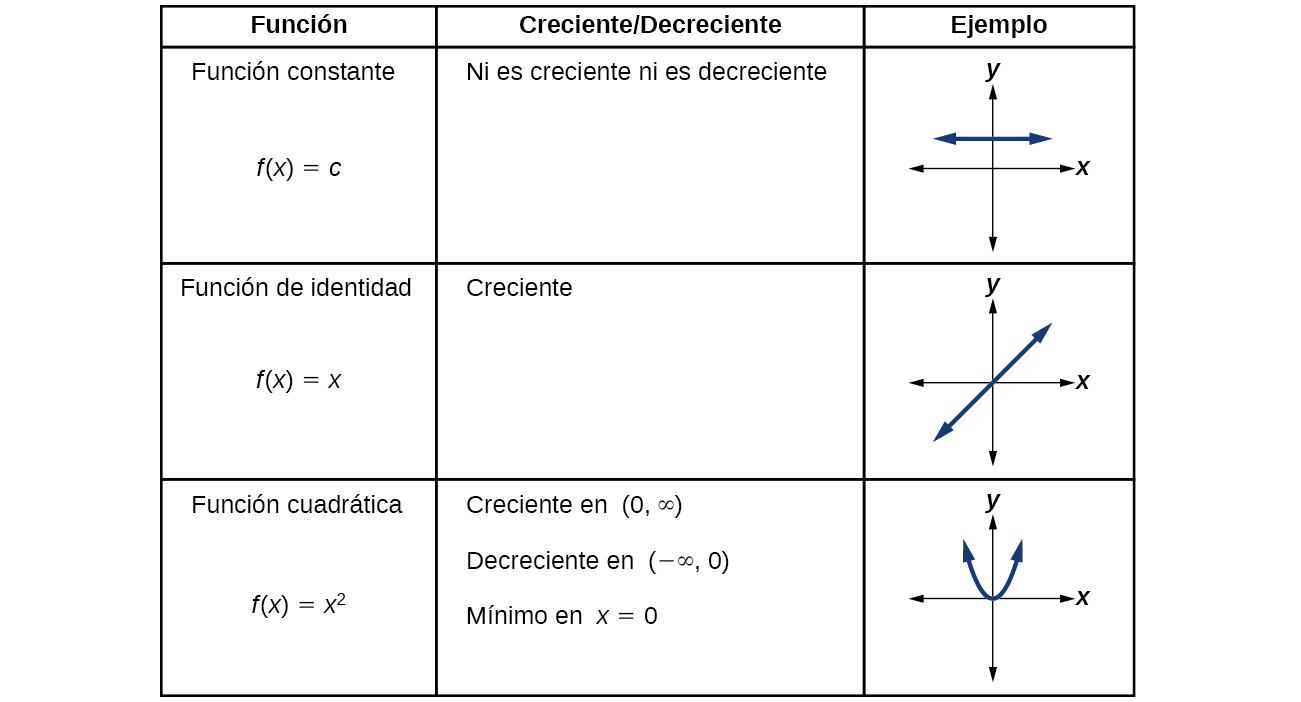 Función Creciente/Decreciente Ejemplo
Función constante
f(x) = c
Ni es creciente ni es decreciente
y
x
Función de identidad
f(x) = x
Creciente
y
x
Función cuadrática
f(x) = x²
Creciente en (0, ∞)
Decreciente en (−∞, 0)
Mínimo en x = 0
y
x